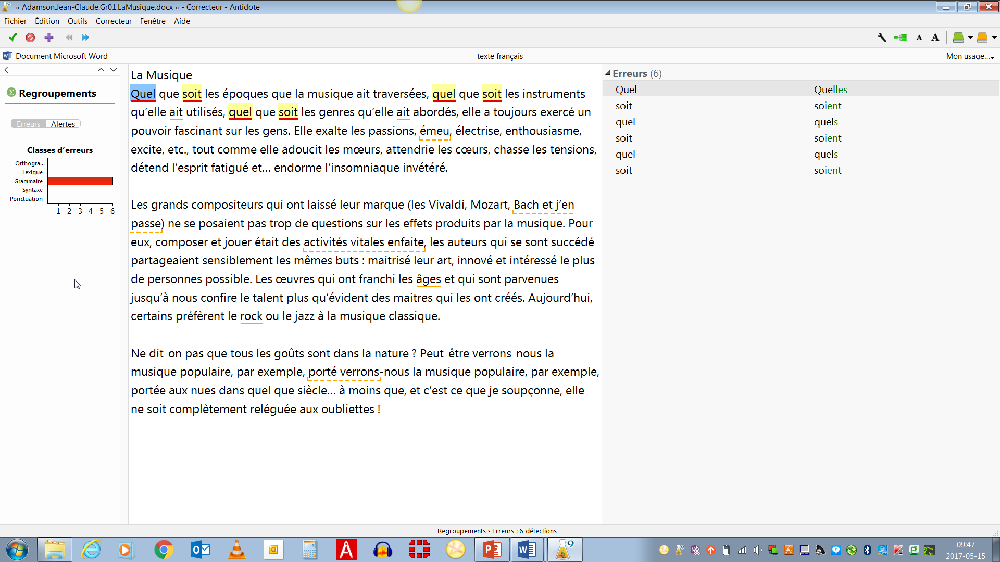 « Adamson.Jean-Claude.Gr01.LaMusique.docx » - Correcteur - Antidote
Fichier Édition Outils Correcteur Fenêtre Aide
A A
Document Microsoft Word texte français Mon usage...
Regroupements
Erreurs Alertes
Classes d’erreurs
Orthogra...
Lexique
Grammaire
Syntaxe
Ponctuation
1 2 3 4 5 6
La Musique
Quel que soit les époques que la musique ait traversées, quel que soit les instruments
qu’elle ait utilisés, quel que soit les genres qu’elle ait abordés, elle a toujours exercé un
pouvoir fascinant sur les gens. Elle exalte les passions, émeu, électrise, enthousiasme,
excite, etc., tout comme elle adoucit les mœurs, attendrie les cœurs, chasse les tensions,
détend l’esprit fatigué et... endorme l’insomniaque invétéré.
Les grands compositeurs qui ont laissé leur marque (les Vivaldi, Mozart, Bach et j’en
passe) ne se posaient pas trop de questions sur les effets produits par la musique. Pour
eux, composer et jouer était des activités vitales enfaite, les auteurs qui se sont succédé
partageaient sensiblement les mêmes buts : maitrisé leur art, innové et intéressé le plus
de personnes possible. Les œuvres qui ont franchi les âges et qui sont parvenues
jusqu’à nous confire le talent plus qu’évident des maitres qui les ont créés. Aujourd’hui,
certains préfèrent le rock ou le jazz à la musique classique.
Ne dit-on pas que tous les goûts sont dans la nature ? Peut-être verrons-nous la
musique populaire, par exemple, porté verrons-nous la musique populaire, par exemple,
portée aux nues dans quel que siècle... à moins que, et c’est ce que je soupçonne, elle
ne soit complètement reléguée aux oubliettes !
Erreurs (6)
Quel Quelles
soit soient
quel quels
soit soient
quel quels
soit soient
Regroupements › Erreurs : 6 détections
09:47
2017-05-15